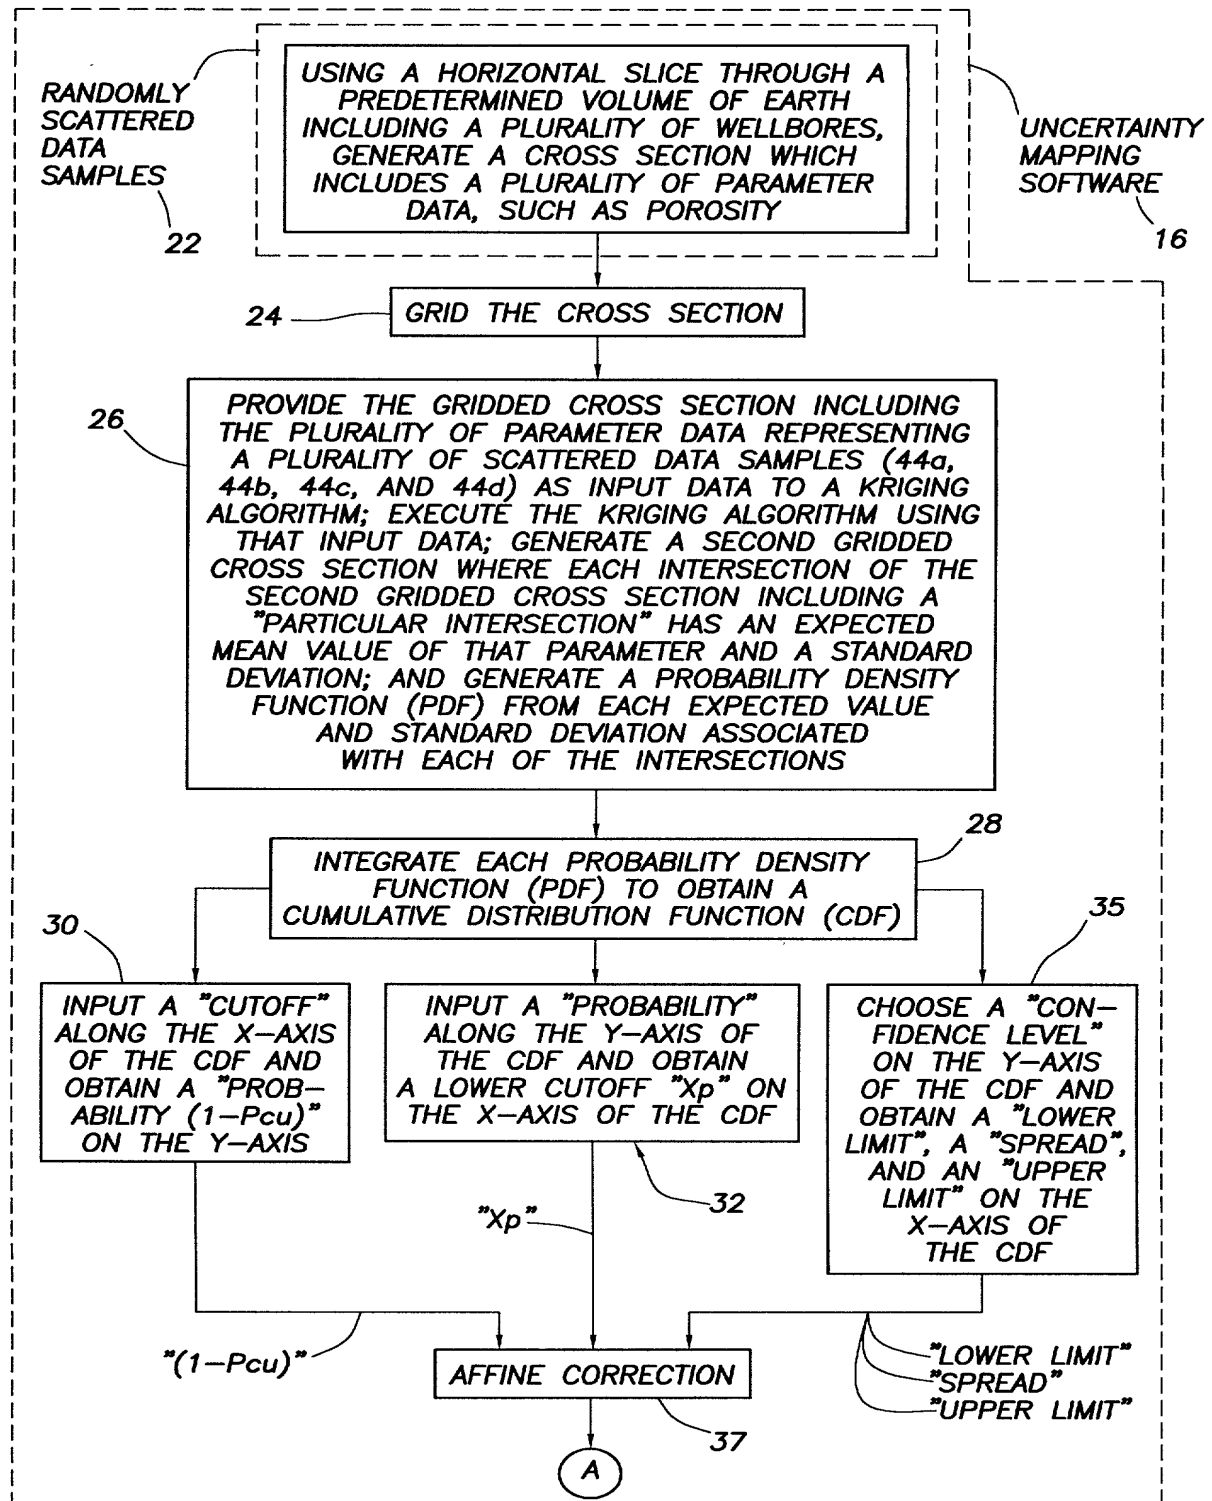 RANDOMLY
SCATTERED
DATA
SAMPLES
22
USING A HORIZONTAL SLICE THROUGH A
PREDETERMINED VOLUME OF EARTH
INCLUDING A PLURALITY OF WELLBORES,
GENERATE A CROSS SECTION WHICH
INCLUDES A PLURALITY OF PARAMETER
DATA, SUCH AS POROSITY
UNCERTAINTY
MAPPING
SOFTWARE
16
24
GRID THE CROSS SECTION
26
PROVIDE THE GRIDDED CROSS SECTION INCLUDING
THE PLURALITY OF PARAMETER DATA REPRESENTING
A PLURALITY OF SCATTERED DATA SAMPLES (44a,
44b, 44c, AND 44d) AS INPUT DATA TO A KRIGING
ALGORITHM; EXECUTE THE KRIGING ALGORITHM USING
THAT INPUT DATA; GENERATE A SECOND GRIDDED
CROSS SECTION WHERE EACH INTERSECTION OF THE
SECOND GRIDDED CROSS SECTION INCLUDING A
"PARTICULAR INTERSECTION" HAS AN EXPECTED
MEAN VALUE OF THAT PARAMETER AND A STANDARD
DEVIATION; AND GENERATE A PROBABILITY DENSITY
FUNCTION (PDF) FROM EACH EXPECTED VALUE
AND STANDARD DEVIATION ASSOCIATED
WITH EACH OF THE INTERSECTIONS
28
INTEGRATE EACH PROBABILITY DENSITY
FUNCTION (PDF) TO OBTAIN A
CUMULATIVE DISTRIBUTION FUNCTION (CDF)
30
INPUT A "CUTOFF"
ALONG THE X-AXIS
OF THE CDF AND
OBTAIN A "PROB-
ABILITY (1-Pcu)"
ON THE Y-AXIS
INPUT A "PROBABILITY"
ALONG THE Y-AXIS OF
THE CDF AND OBTAIN
A LOWER CUTOFF "Xp" ON
THE X-AXIS OF THE CDF
32
35
CHOOSE A "CON-
FIDENCE LEVEL"
ON THE Y-AXIS
OF THE CDF AND
OBTAIN A "LOWER
LIMIT", A "SPREAD",
AND AN "UPPER
LIMIT" ON THE
X-AXIS OF
THE CDF
"Xp"
"(1-Pcu)"
"LOWER LIMIT"
"SPREAD"
"UPPER LIMIT"
AFFINE CORRECTION
37
A